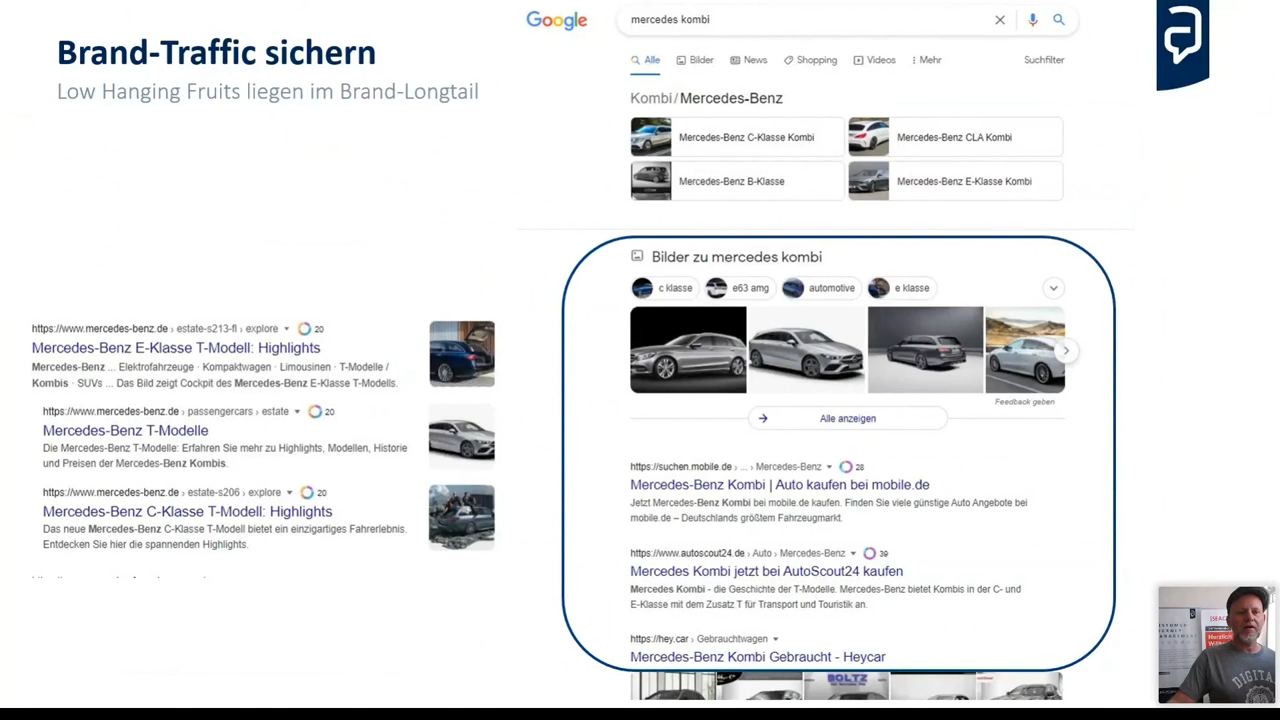 Brand-Traffic sichern
Low Hanging Fruits liegen im Brand-Longtail
Google
mercedes kombi
Alle
Bilder
News
Shopping
Videos
Mehr
Suchfilter
Kombi/Mercedes-Benz
Mercedes-Benz C-Klasse Kombi
Mercedes-Benz CLA Kombi
Mercedes-Benz B-Klasse
Mercedes-Benz E-Klasse Kombi
https://www.mercedes-benz.de › estate-s213-fl › explore 20
Mercedes-Benz E-Klasse T-Modell: Highlights
Mercedes-Benz ... Elektrofahrzeuge · Kompaktwagen · Limousinen · T-Modelle /
Kombis · SUVs ... Das Bild zeigt Cockpit des Mercedes-Benz E-Klasse T-Modells.
https://www.mercedes-benz.de › passengercars › estate 20
Mercedes-Benz T-Modelle
Die Mercedes-Benz T-Modelle: Erfahren Sie mehr zu Highlights, Modellen, Historie
und Preisen der Mercedes-Benz Kombis.
https://www.mercedes-benz.de › estate-s206 › explore 20
Mercedes-Benz C-Klasse T-Modell: Highlights
Das neue Mercedes-Benz C-Klasse T-Modell bietet ein einzigartiges Fahrerlebnis.
Entdecken Sie hier die spannenden Highlights.
Bilder zu mercedes kombi
c klasse
e63 amg
automotive
e klasse
Feedback geben
Alle anzeigen
https://suchen.mobile.de › ... › Mercedes-Benz 28
Mercedes-Benz Kombi | Auto kaufen bei mobile.de
Jetzt Mercedes-Benz Kombi bei mobile.de kaufen. Finden Sie viele günstige Auto Angebote bei
mobile.de – Deutschlands größtem Fahrzeugmarkt.
https://www.autoscout24.de › Auto › Mercedes-Benz 39
Mercedes Kombi jetzt bei AutoScout24 kaufen
Mercedes Kombi - die Geschichte der T-Modelle. Mercedes-Benz bietet Kombis in der C- und
E-Klasse mit dem Zusatz T für Transport und Touristik an.
https://hey.car › Gebrauchtwagen
Mercedes-Benz Kombi Gebraucht - Heycar
BOLTZ
DIGITA